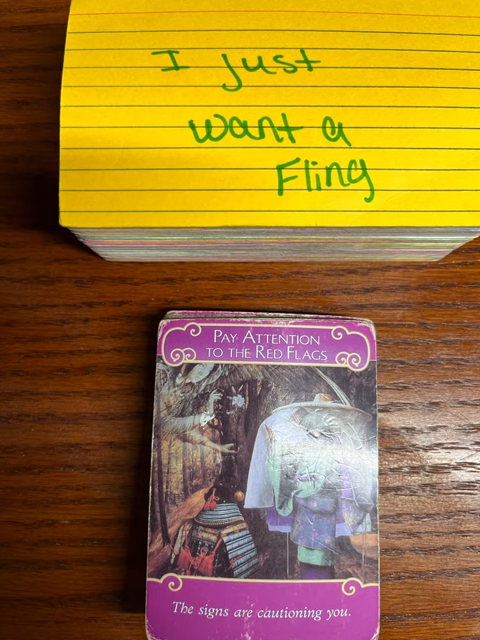 I just
want a
Fling
PAY ATTENTION
TO THE RED FLAGS
The signs are cautioning you.